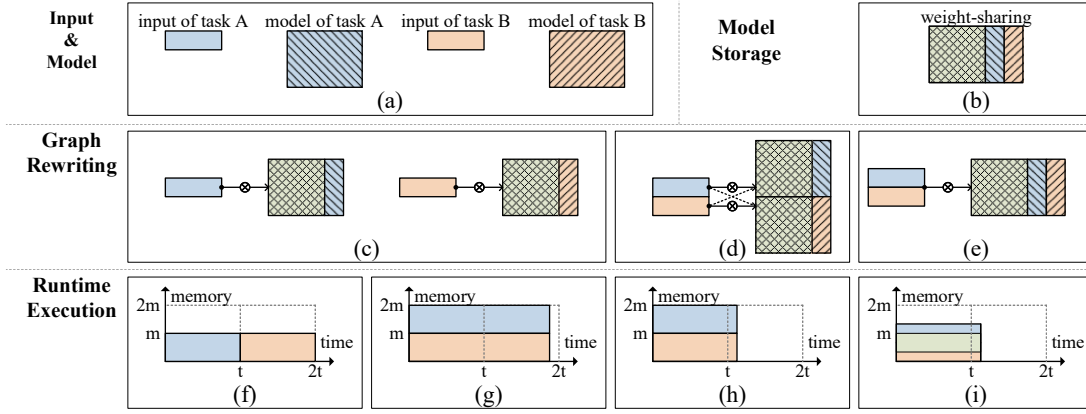 Input
&
Model
input of task A
model of task A
input of task B
model of task B
(a)
Model
Storage
weight-sharing
(b)
Graph
Rewriting
(c)
(d)
(e)
Runtime
Execution
2m
memory
m
time
t
2t
(f)
2m
memory
m
time
t
2t
(g)
2m
memory
m
time
t
2t
(h)
2m
memory
m
time
t
2t
(i)